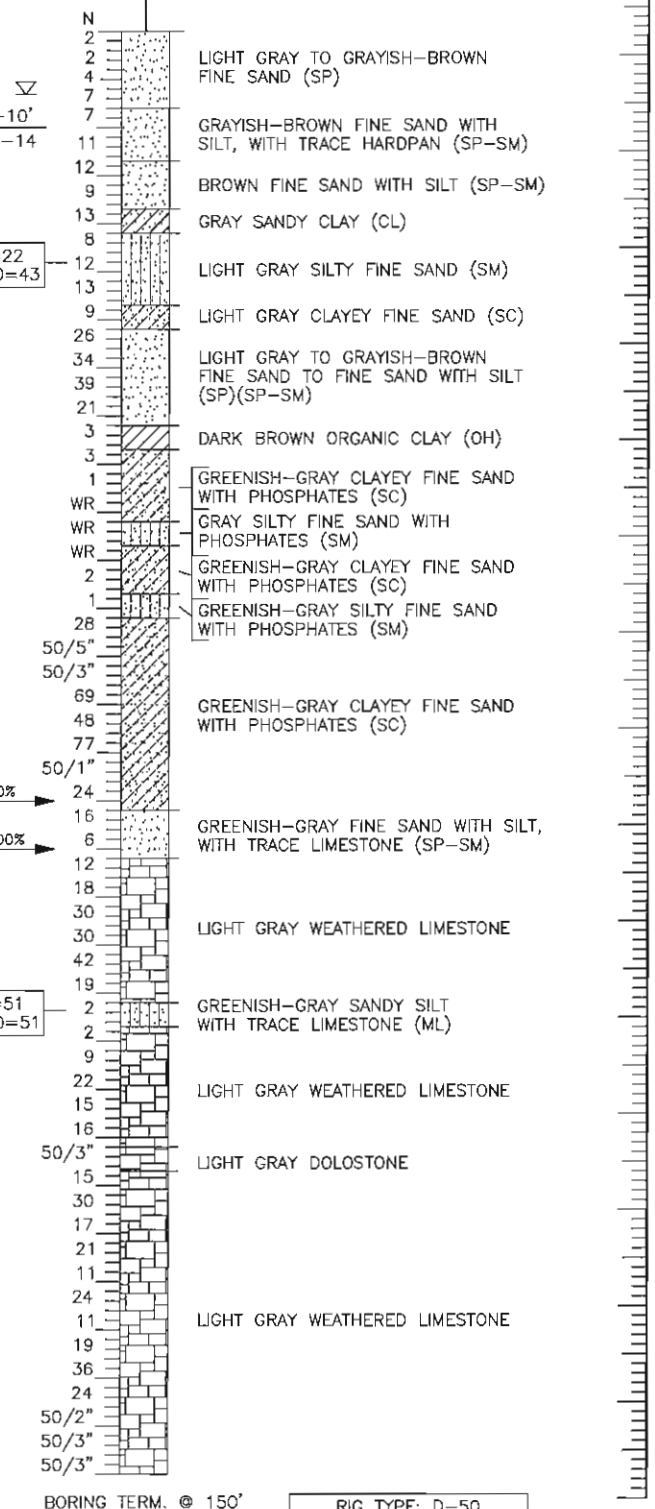 N
2
2
LIGHT GRAY TO GRAYISH-BROWN
FINE SAND (SP)
4
7
7
-10'
-14
GRAYISH-BROWN FINE SAND WITH
SILT, WITH TRACE HARDPAN (SP-SM)
11
12
BROWN FINE SAND WITH SILT (SP-SM)
9
13
GRAY SANDY CLAY (CL)
8
22
=43
12
LIGHT GRAY SILTY FINE SAND (SM)
13
9
LIGHT GRAY CLAYEY FINE SAND (SC)
26
34
LIGHT GRAY TO GRAYISH-BROWN
FINE SAND TO FINE SAND WITH SILT
(SP)(SP-SM)
39
21
3
DARK BROWN ORGANIC CLAY (OH)
3
1
GREENISH-GRAY CLAYEY FINE SAND
WITH PHOSPHATES (SC)
WR
WR
GRAY SILTY FINE SAND WITH
PHOSPHATES (SM)
WR
2
GREENISH-GRAY CLAYEY FINE SAND
WITH PHOSPHATES (SC)
1
GREENISH-GRAY SILTY FINE SAND
WITH PHOSPHATES (SM)
28
50/5"
50/3"
69
48
GREENISH-GRAY CLAYEY FINE SAND
WITH PHOSPHATES (SC)
77
50/1"
24
0%
16
GREENISH-GRAY FINE SAND WITH SILT,
WITH TRACE LIMESTONE (SP-SM)
6
00%
12
18
30
30
LIGHT GRAY WEATHERED LIMESTONE
42
19
=51
=51
2
GREENISH-GRAY SANDY SILT
WITH TRACE LIMESTONE (ML)
2
9
22
LIGHT GRAY WEATHERED LIMESTONE
15
16
50/3"
LIGHT GRAY DOLOSTONE
15
30
17
21
11
24
11
LIGHT GRAY WEATHERED LIMESTONE
19
36
24
50/2"
50/3"
50/3"
BORING TERM. @ 150'
RIG TYPE: D-50